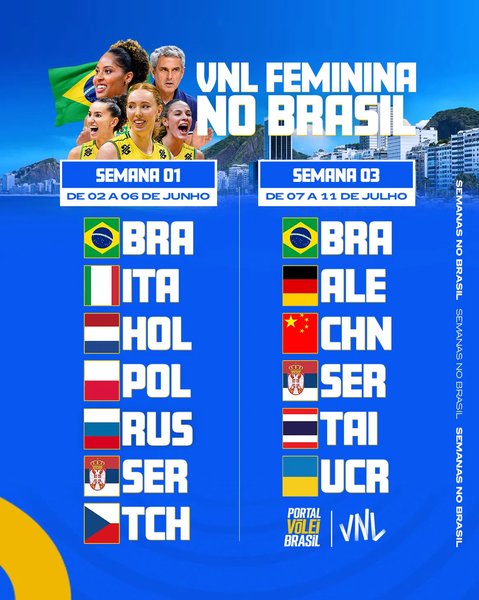 VNL FEMININA
NO BRASIL
SEMANA 01
DE 02 A 06 DE JUNHO
BRA
ITA
HOL
POL
RUS
SER
TCH
SEMANA 03
DE 07 A 11 DE JULHO
BRA
ALE
CHN
SER
TAI
UCR
PORTAL
VÔLEI
BRASIL
VNL
SEMANAS NO BRASIL
SEMANAS NO BRASIL
SEMANAS NO BRASIL